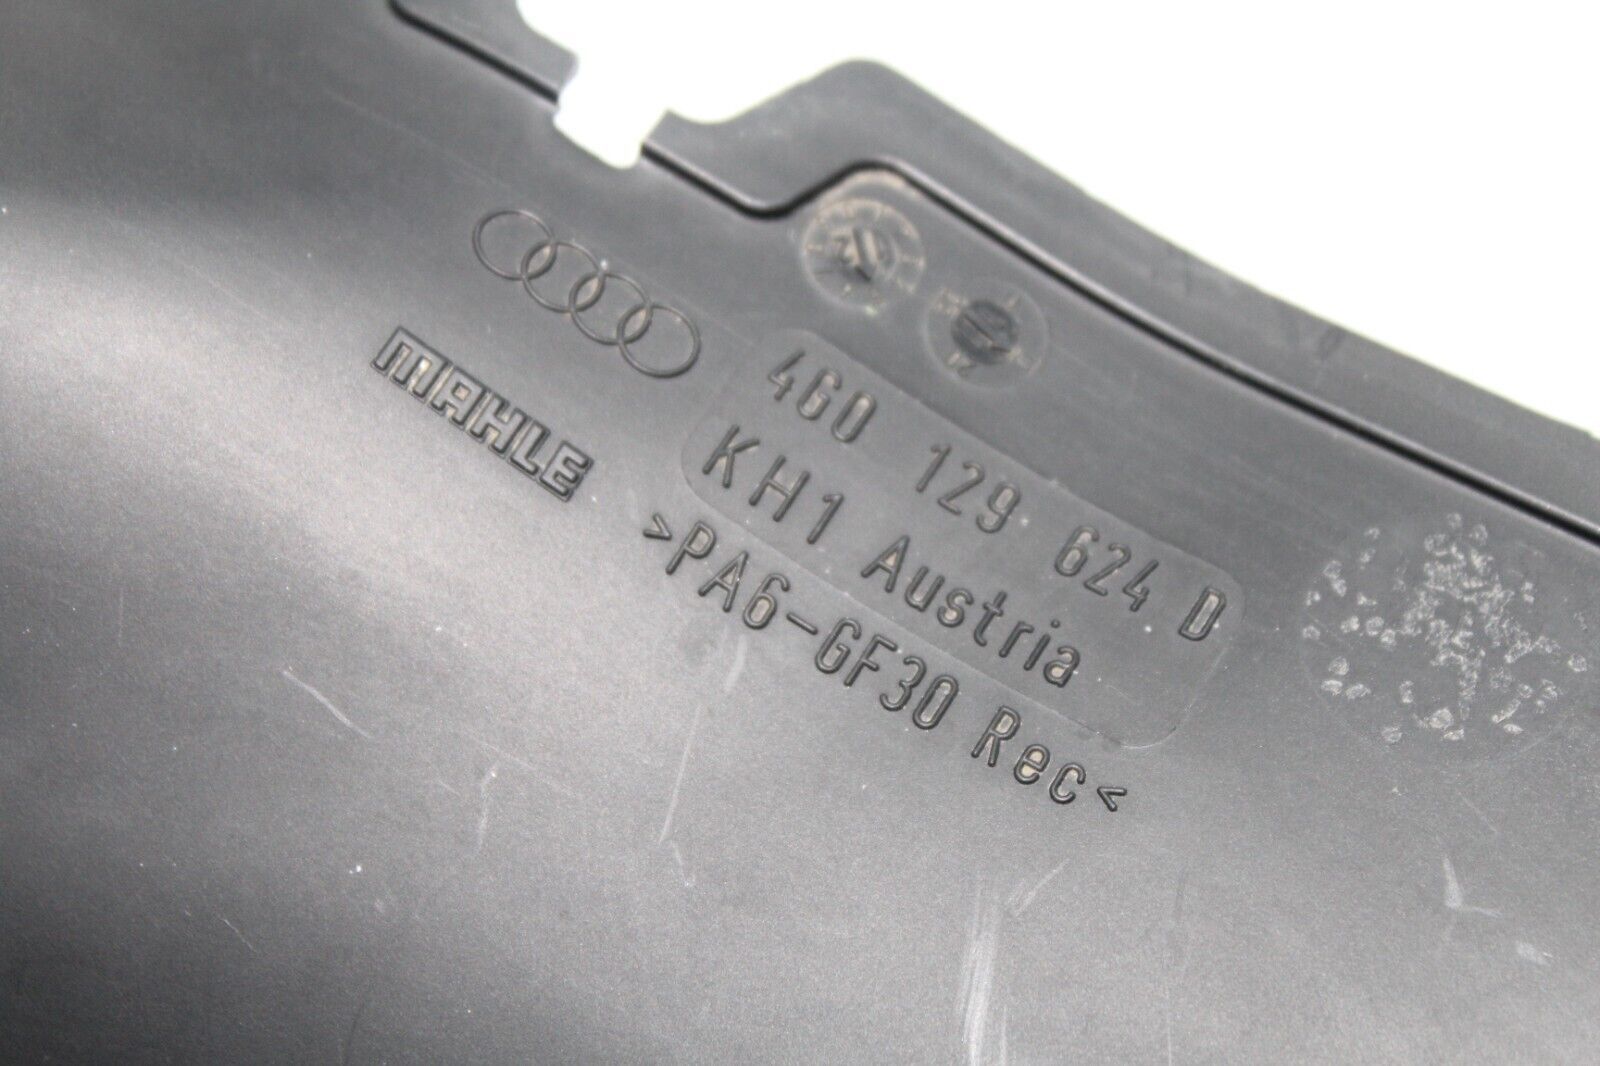 MAHLE
4G0 129 624 D
KH1 Austria
>PA6-GF30 Rec<